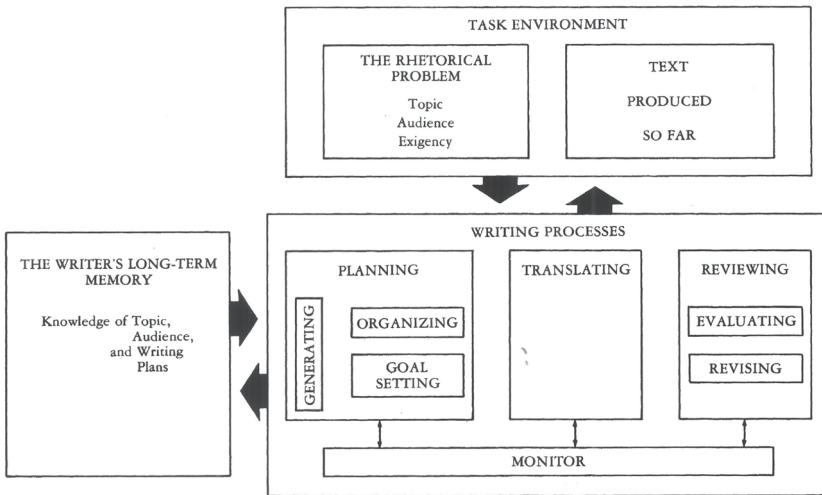 TASK ENVIRONMENT
THE RHETORICAL
PROBLEM
Topic
Audience
Exigency
TEXT
PRODUCED
SO FAR
THE WRITER'S LONG-TERM
MEMORY
Knowledge of Topic,
Audience,
and Writing
Plans
WRITING PROCESSES
PLANNING
GENERATING
ORGANIZING
GOAL
SETTING
TRANSLATING
REVIEWING
EVALUATING
REVISING
MONITOR